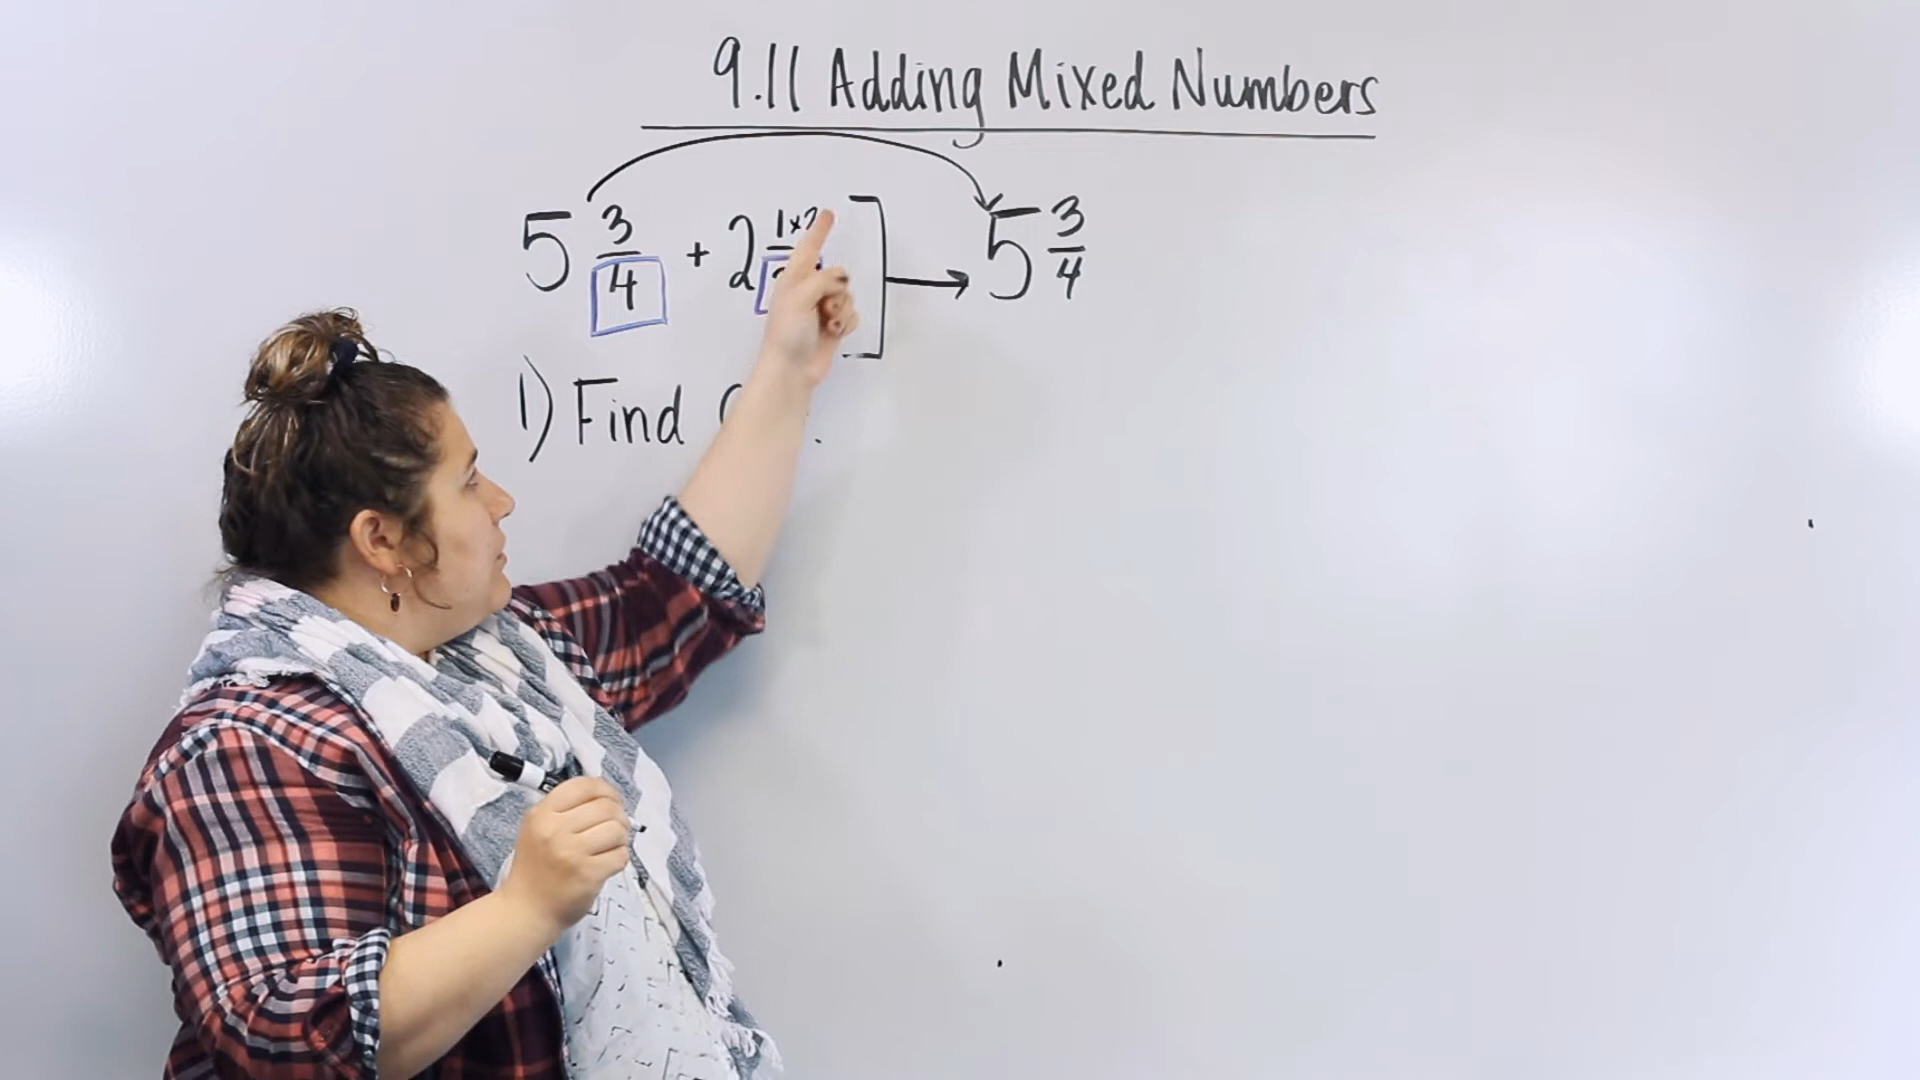 9.11 Adding Mixed Numbers
5 3/4 + 2 1×2 5 3/4
1) Find